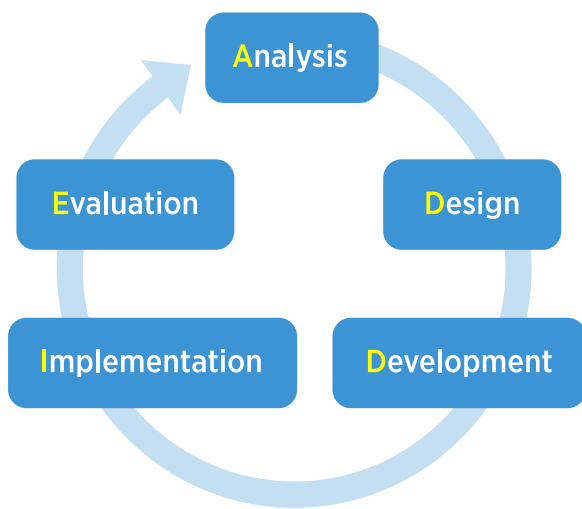 Analysis
Design
Development
Implementation
Evaluation